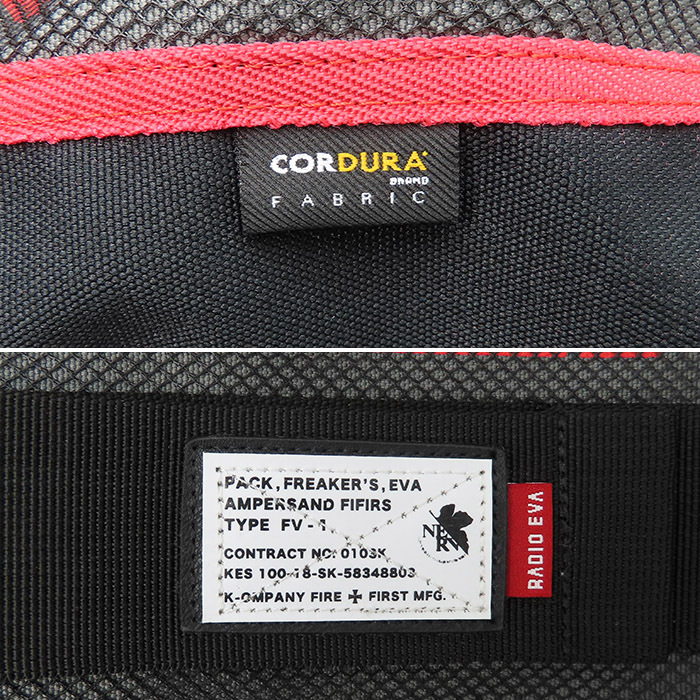 CORDURA
BRAND
FABRIC
PACK, FREAKER'S, EVA
AMPERSAND FIFIRS
TYPE FV-1
CONTRACT NO: 0103K
KES 100-18-SK-58348803
K-OMPANY FIRE ✠ FIRST MFG.
NERV
RADIO EVA